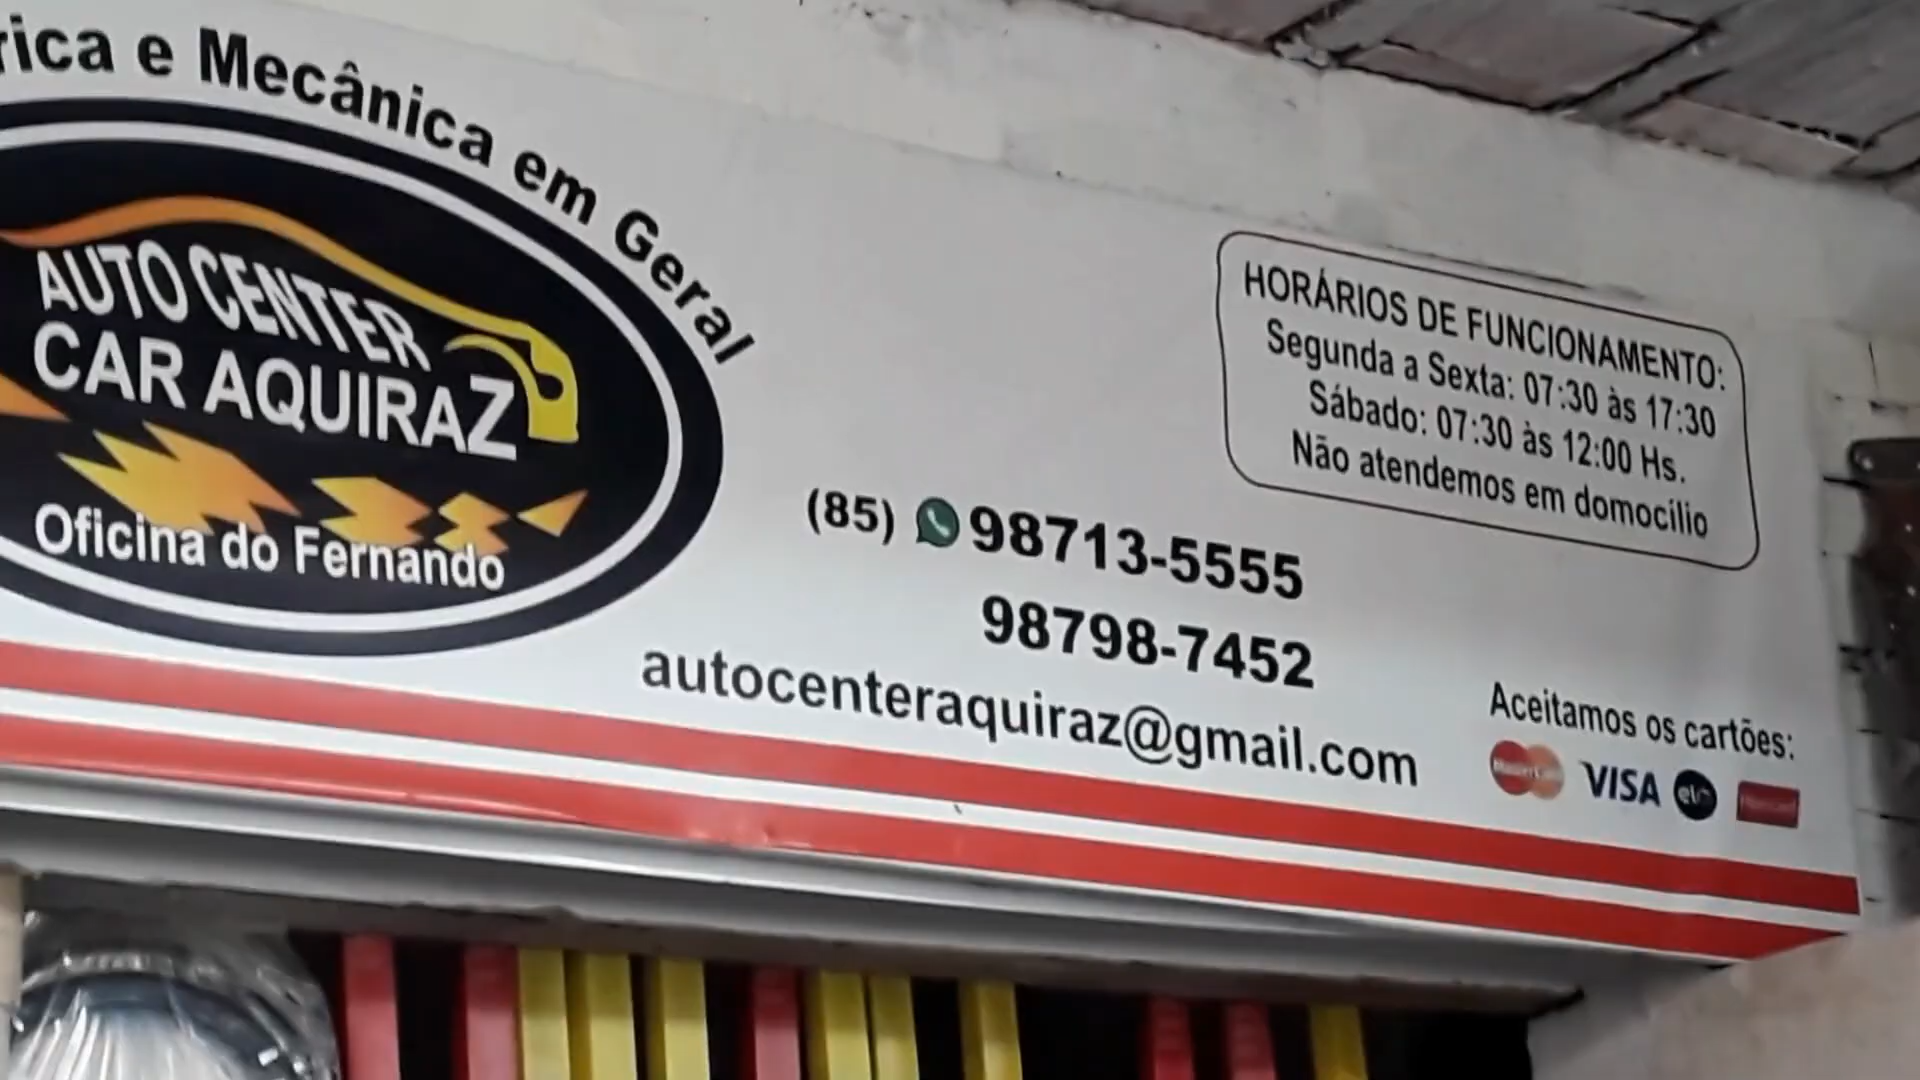 rica e Mecânica em Geral
AUTO CENTER
CAR AQUIRAZ
Oficina do Fernando
HORÁRIOS DE FUNCIONAMENTO:
Segunda a Sexta: 07:30 às 17:30
Sábado: 07:30 às 12:00 Hs.
Não atendemos em domocílio
(85) 98713-5555
98798-7452
autocenteraquiraz@gmail.com
Aceitamos os cartões:
MasterCard VISA elo